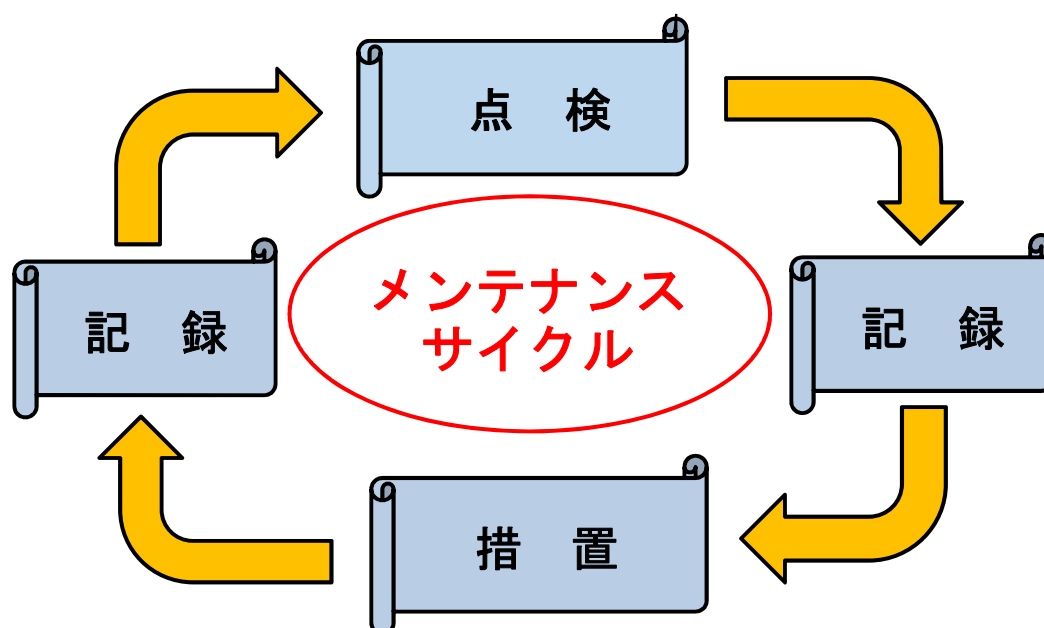 点 検
記 録
メンテナンス
サイクル
記 録
措 置